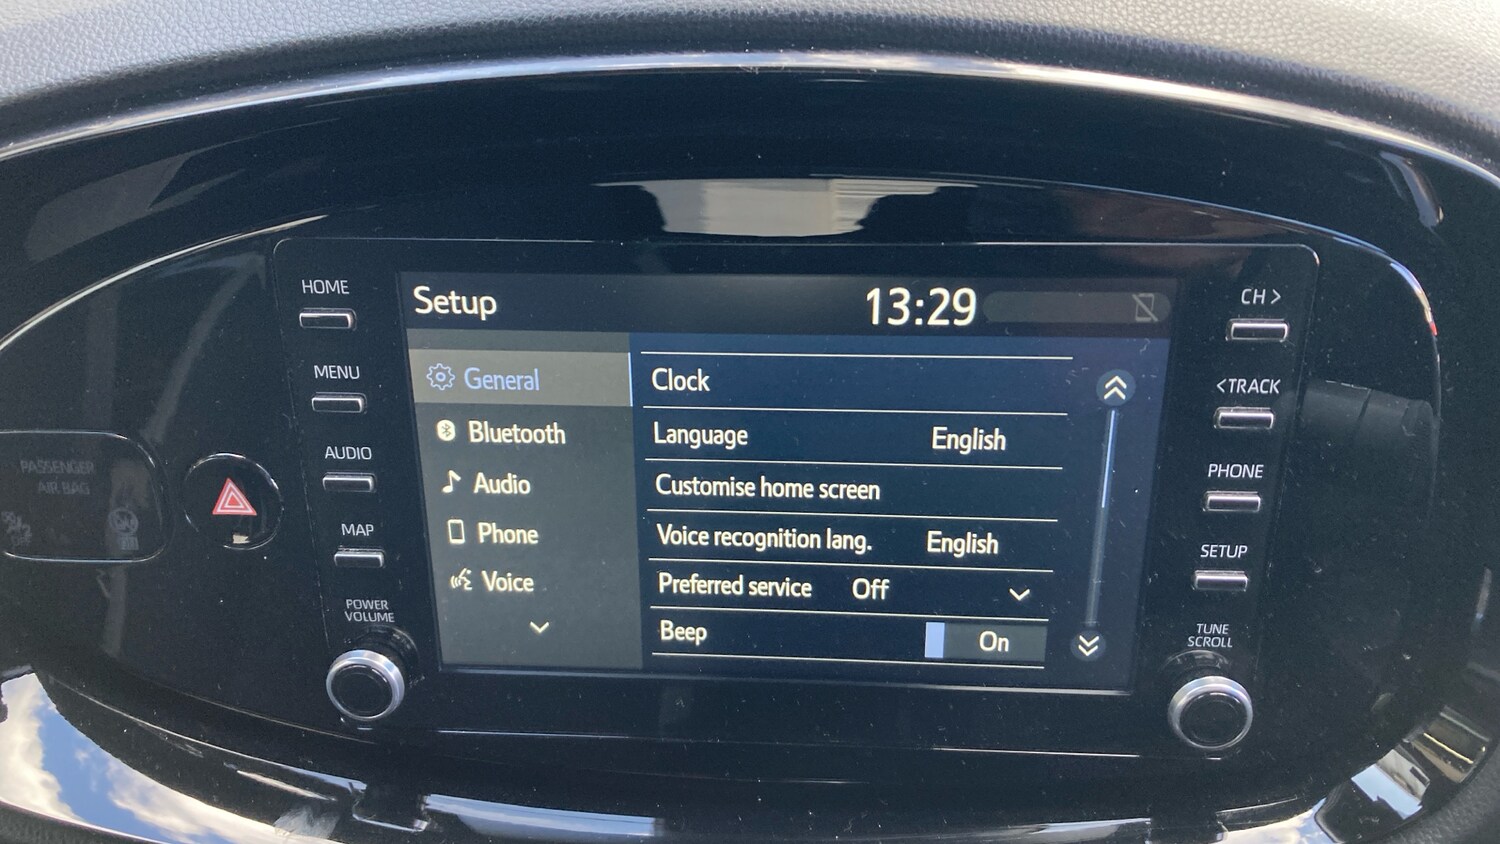 HOME
MENU
AUDIO
MAP
POWER
VOLUME
PASSENGER
AIR BAG
Setup
13:29
General
Bluetooth
Audio
Phone
Voice
Clock
Language English
Customise home screen
Voice recognition lang. English
Preferred service Off
Beep On
CH >
< TRACK
PHONE
SETUP
TUNE
SCROLL